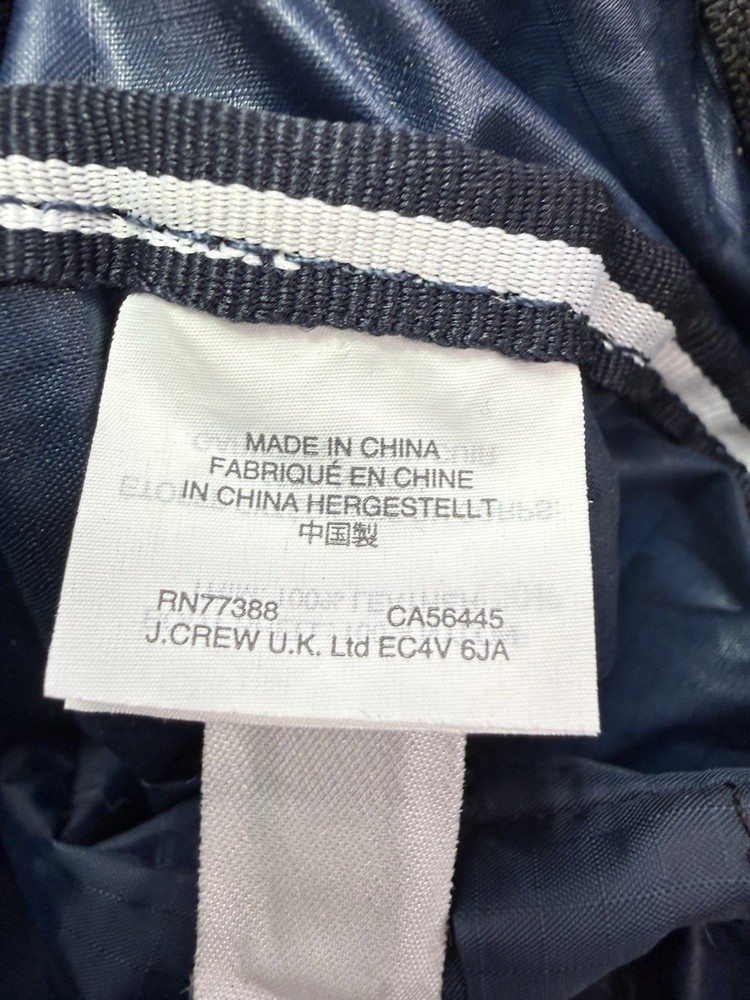 MADE IN CHINA
FABRIQUÉ EN CHINE
IN CHINA HERGESTELLT
中国製
RN77388 CA56445
J.CREW U.K. Ltd EC4V 6JA